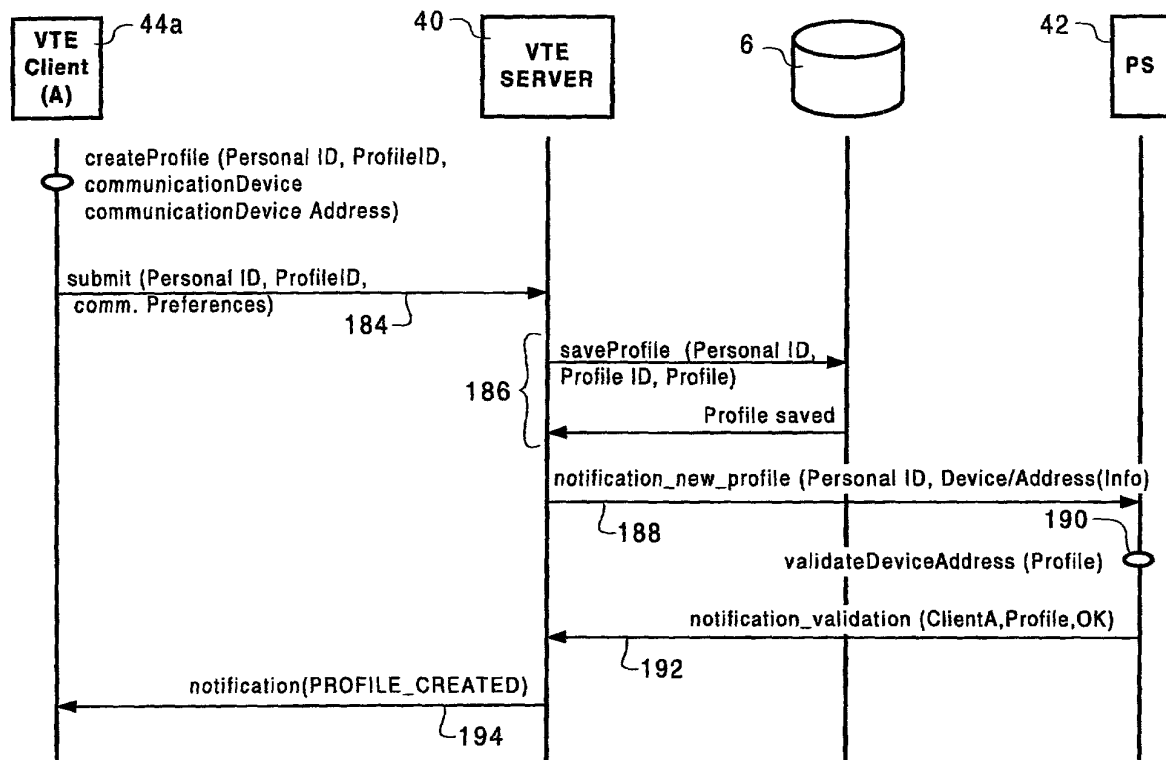 44a
VTE
Client
(A)
40
VTE
SERVER
6
42
PS
createProfile (Personal ID, ProfileID,
communicationDevice
communicationDevice Address)
submit (Personal ID, ProfileID,
comm. Preferences)
184
saveProfile (Personal ID,
Profile ID, Profile)
186
Profile saved
notification_new_profile (Personal ID, Device/Address(Info)
188
190
validateDeviceAddress (Profile)
notification_validation (ClientA,Profile,OK)
192
notification(PROFILE_CREATED)
194